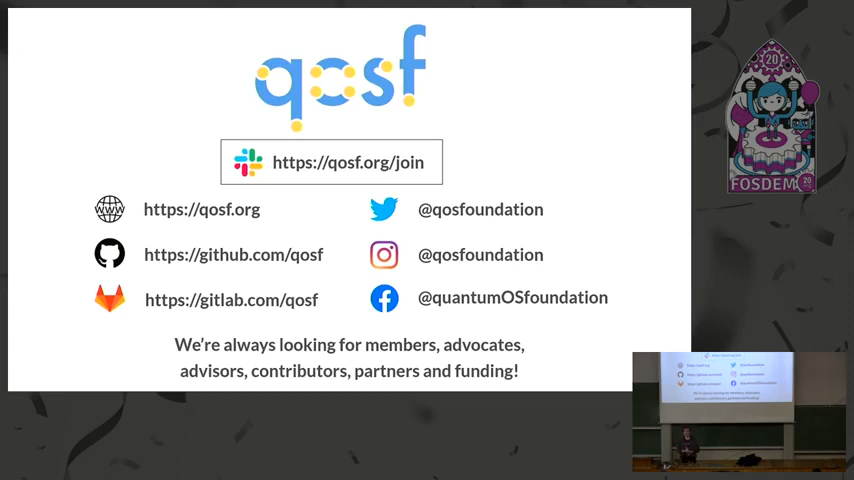 qosf
https://qosf.org/join
WWW
https://qosf.org
@qosfoundation
https://github.com/qosf
@qosfoundation
https://gitlab.com/qosf
@quantumOSfoundation
We're always looking for members, advocates,
advisors, contributors, partners and funding!
20
FOSDEM
20